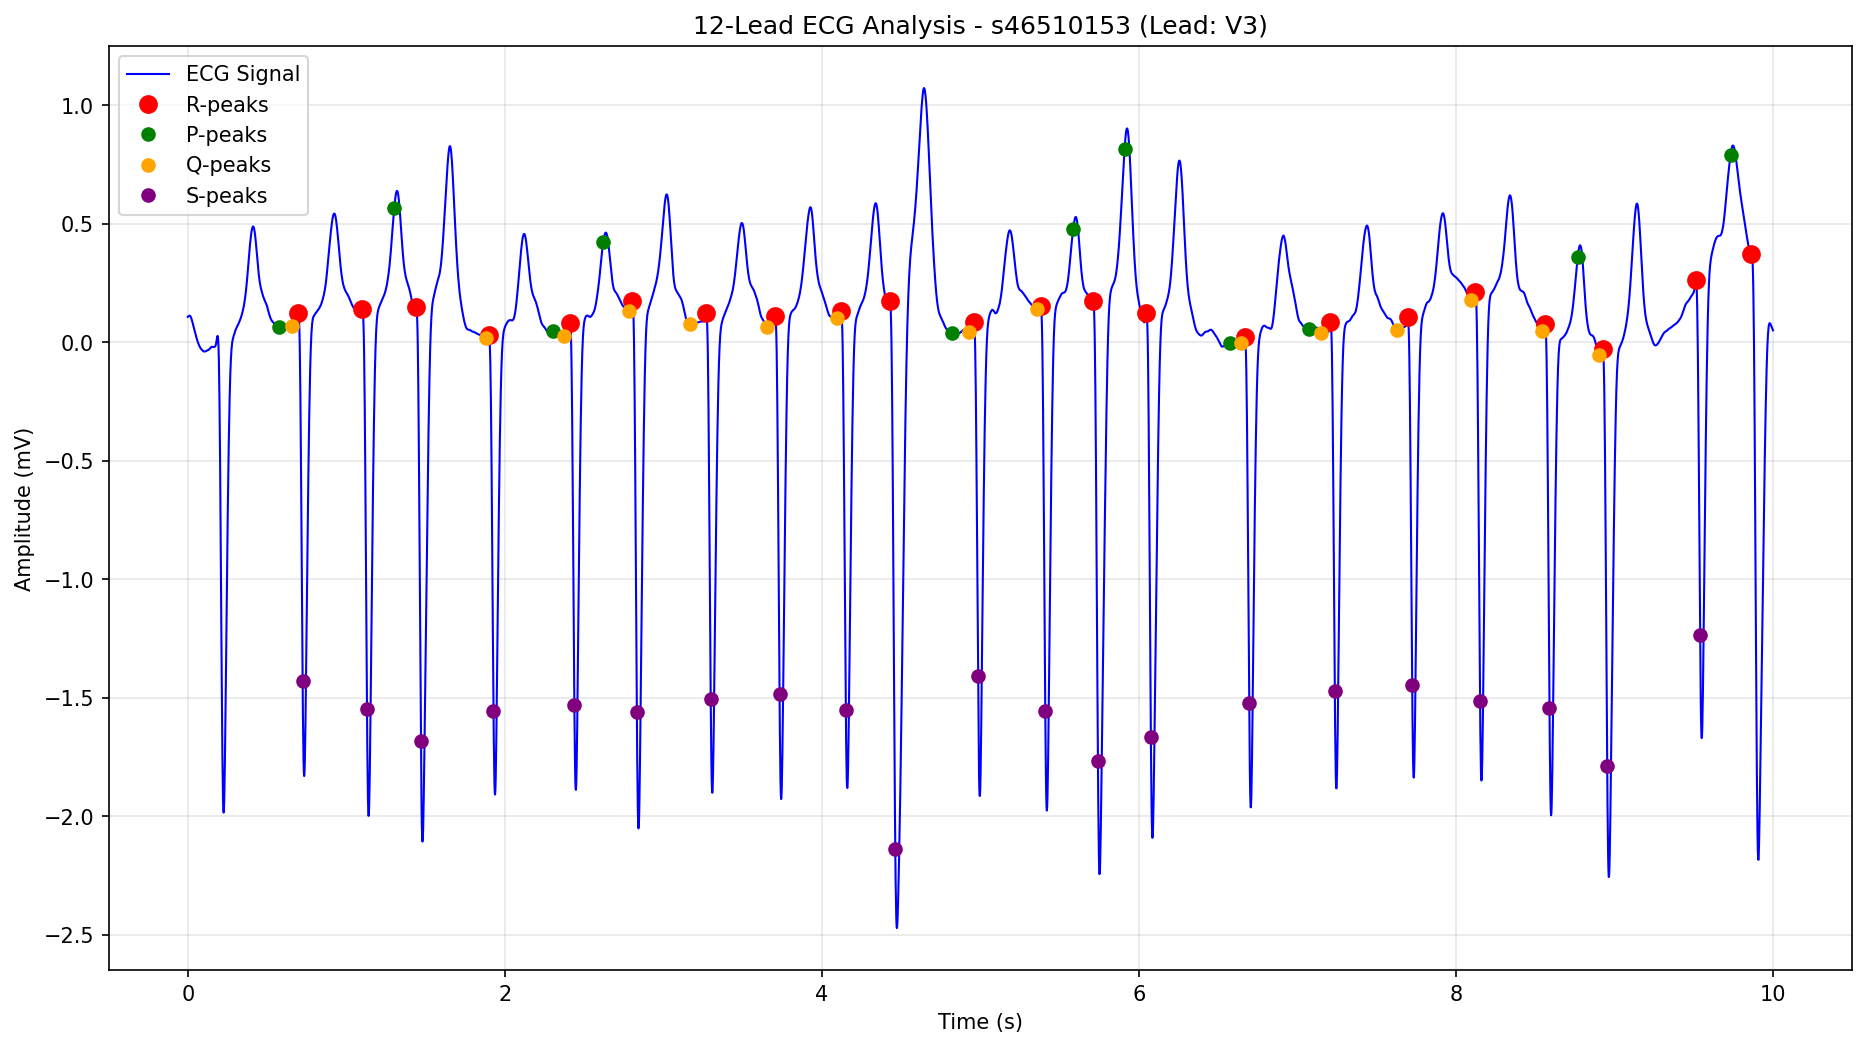 12-Lead ECG Analysis - s46510153 (Lead: V3)
ECG Signal
R-peaks
P-peaks
Q-peaks
S-peaks
1.0
0.5
0.0
−0.5
−1.0
−1.5
−2.0
−2.5
Amplitude (mV)
0 2 4 6 8 10
Time (s)